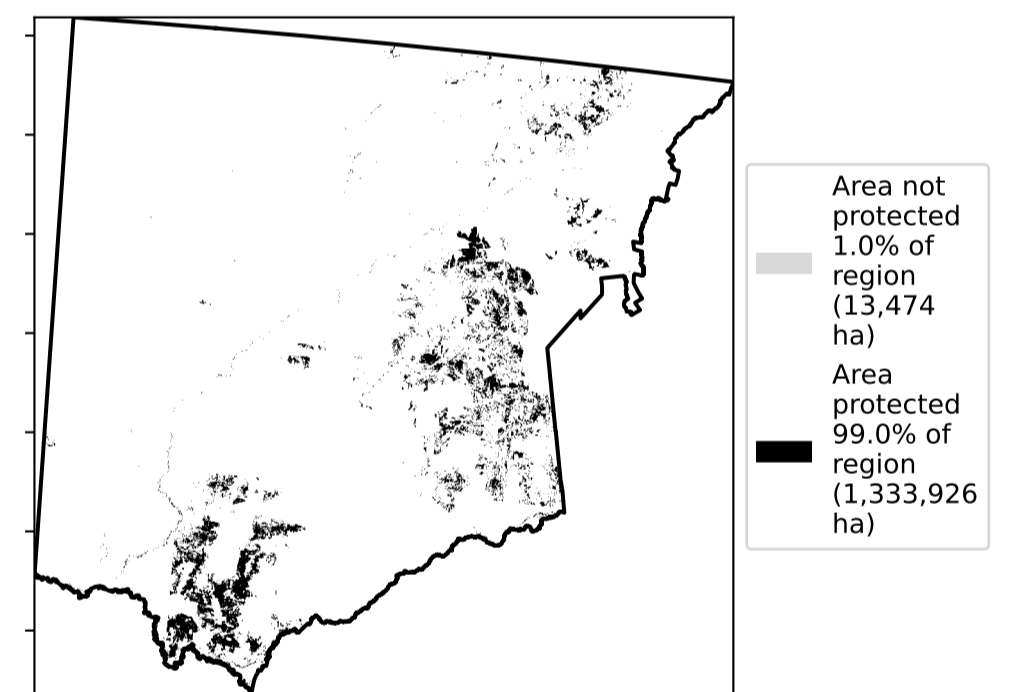 Area not
protected
1.0% of
region
(13,474
ha)
Area
protected
99.0% of
region
(1,333,926
ha)